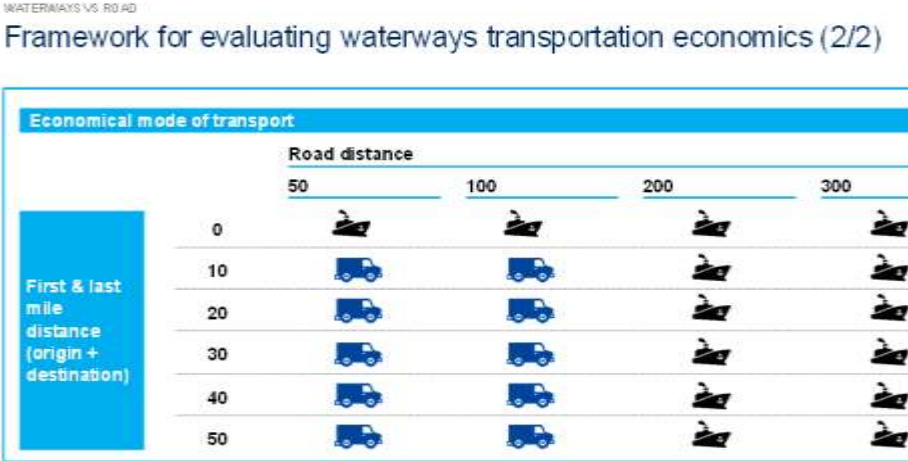 WATERWAYS VS ROAD
Framework for evaluating waterways transportation economics (2/2)
Economical mode of transport
Road distance
50 100 200 300
First & last
mile
distance
(origin +
destination)
0
10
20
30
40
50